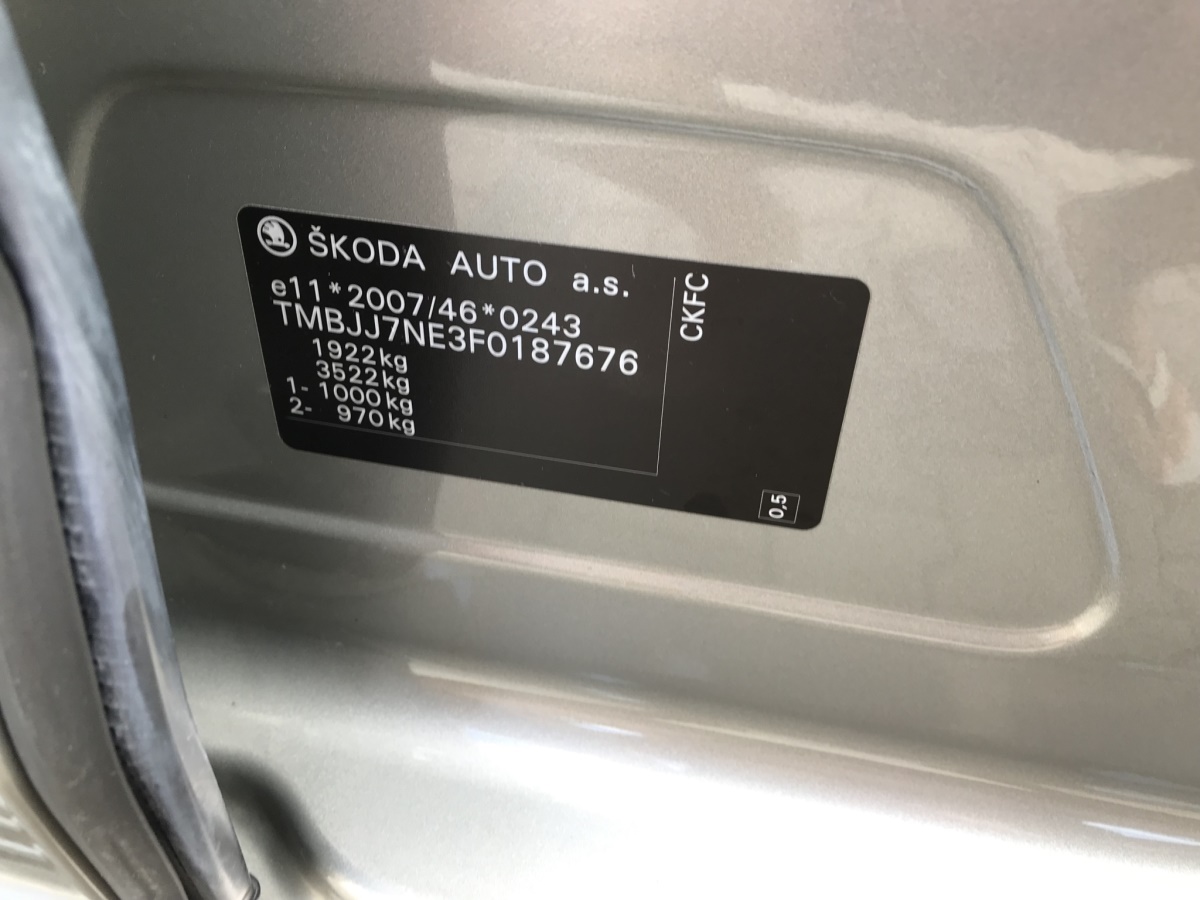 ŠKODA AUTO a.s.
e11*2007/46*0243
TMBJJ7NE3F0187676
1922kg
3522kg
1- 1000kg
2- 970kg
CKFC
0,5